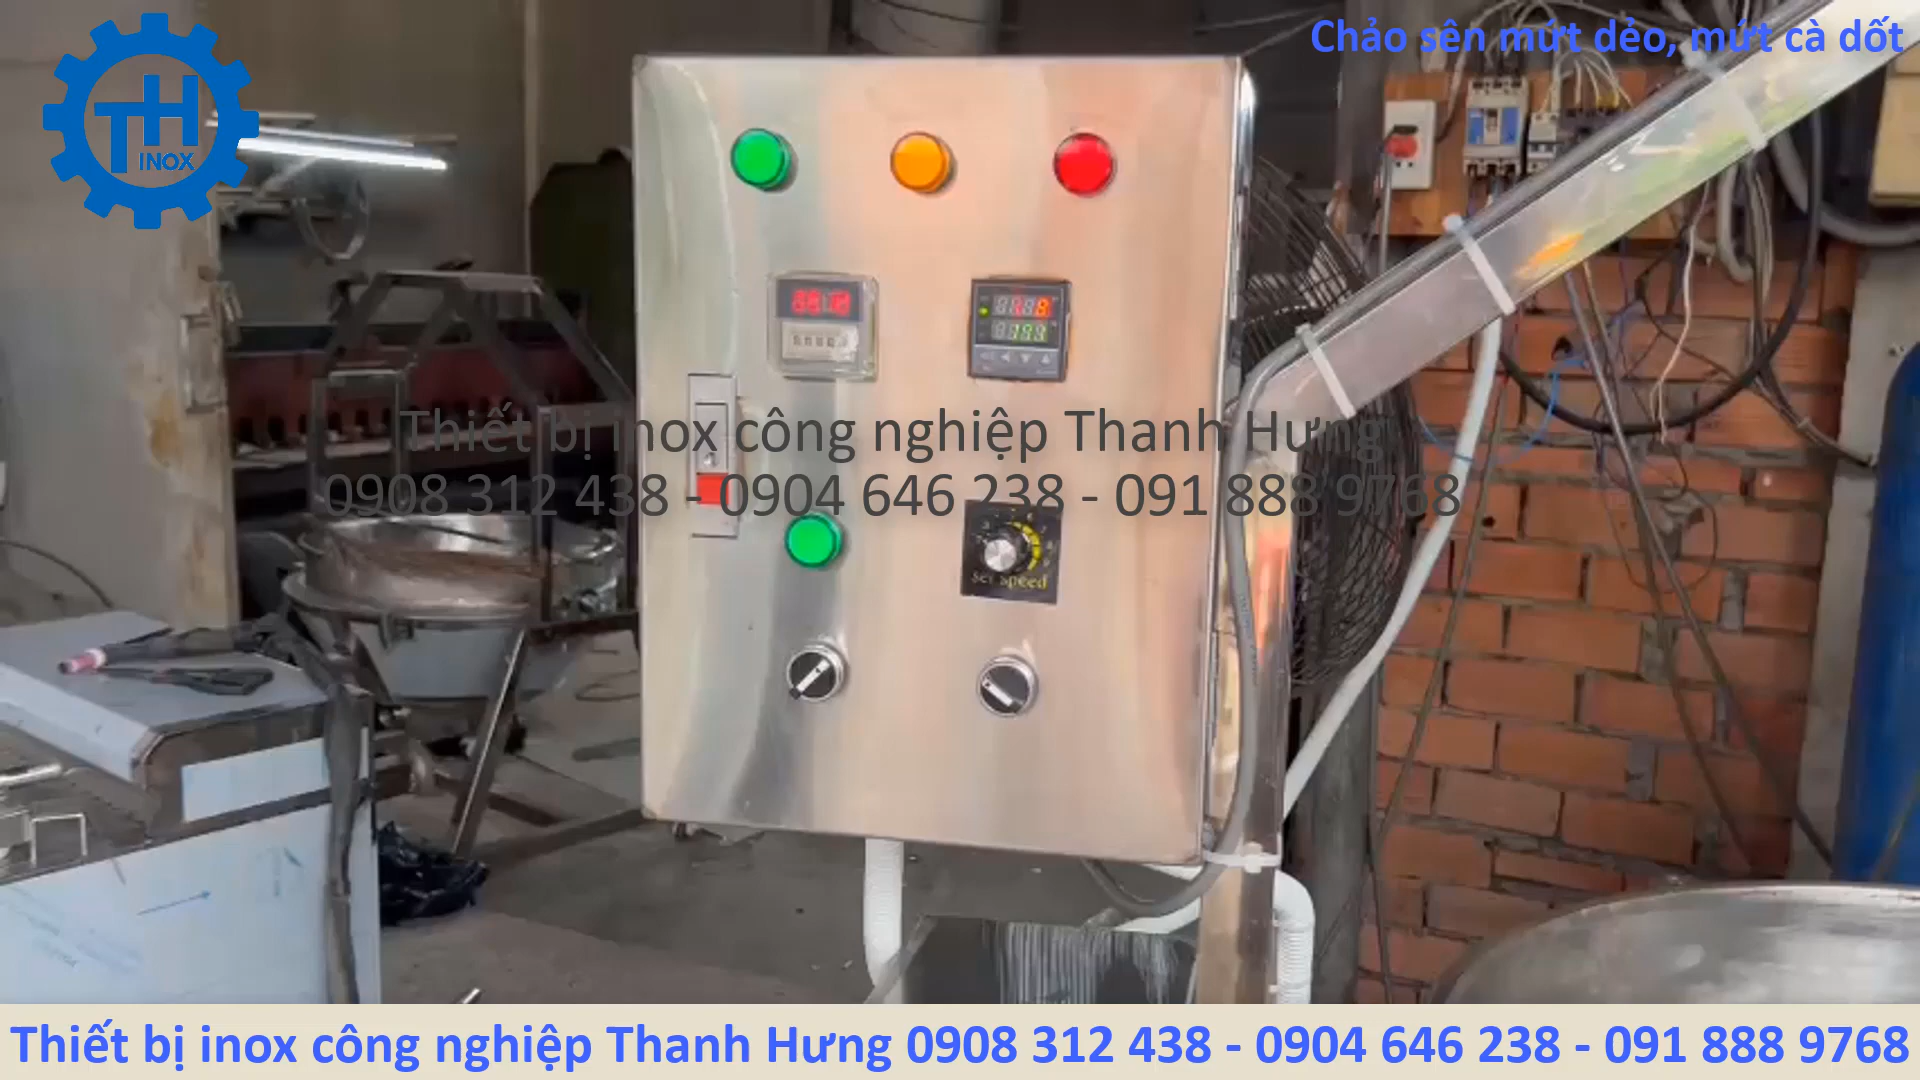 Chảo sên mứt dẻo, mứt cà dốt
TH
INOX
Thiết bị inox công nghiệp Thanh Hưng
0908 312 438 - 0904 646 238 - 091 888 9768
Set speed
Thiết bị inox công nghiệp Thanh Hưng 0908 312 438 - 0904 646 238 - 091 888 9768